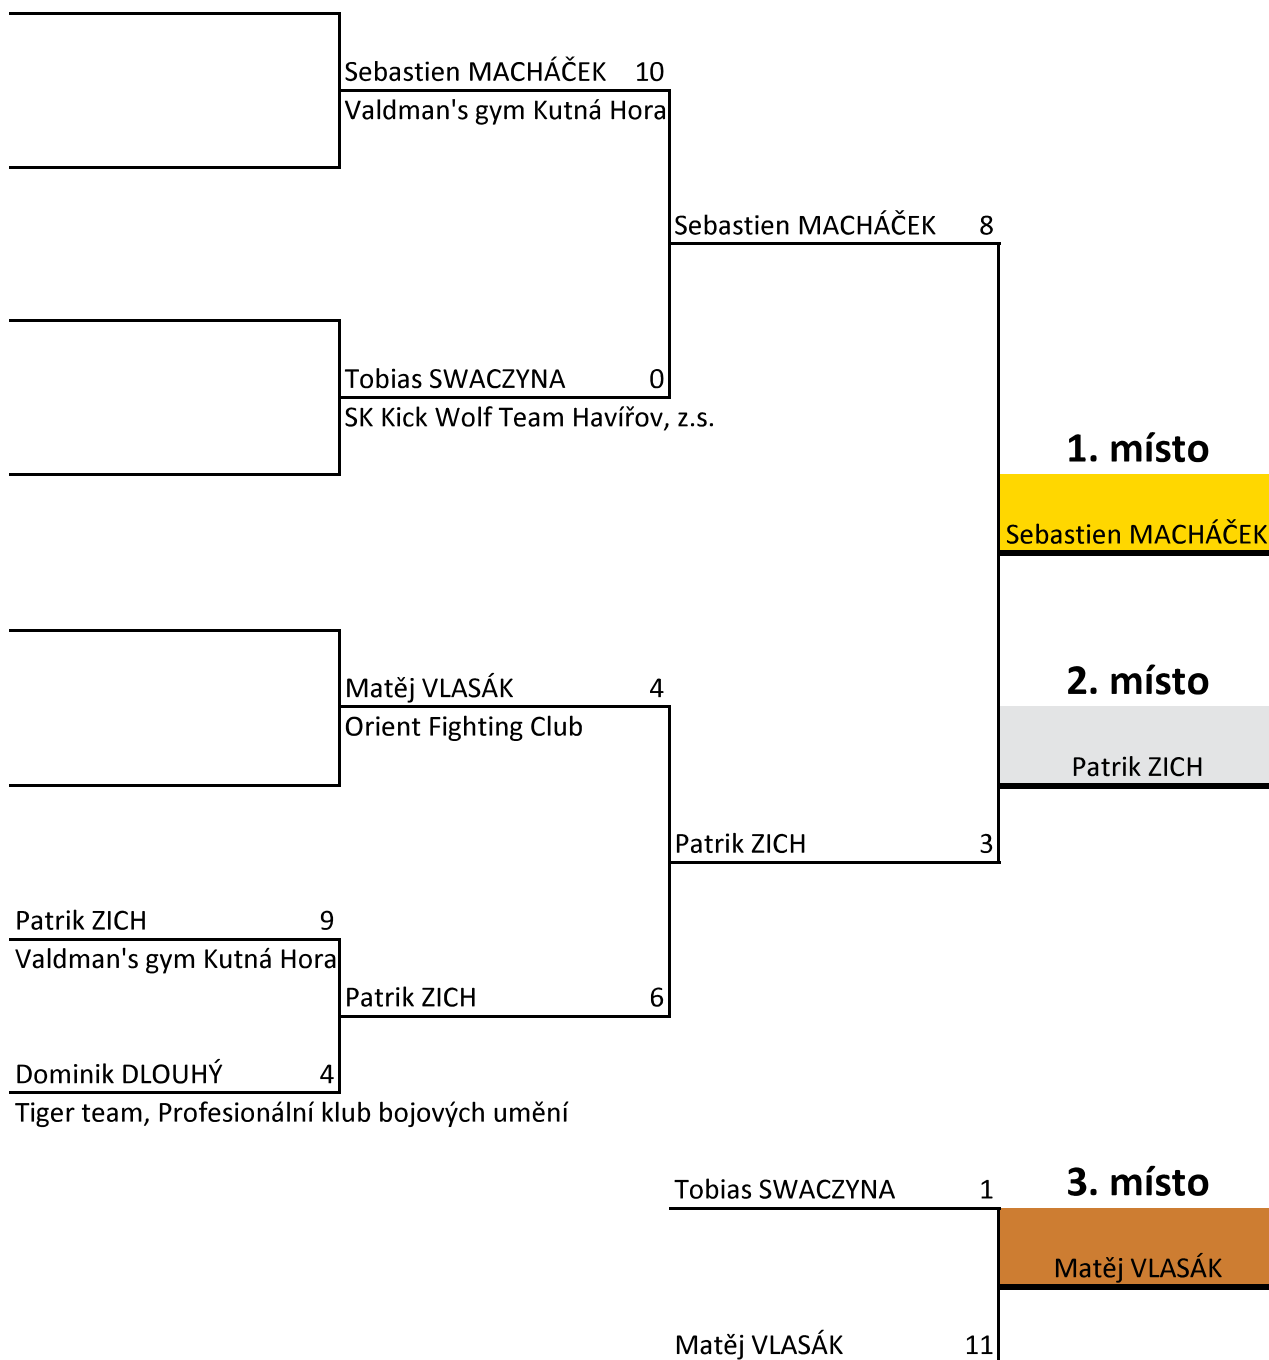 Sebastien MACHÁČEK 10
Valdman's gym Kutná Hora
Sebastien MACHÁČEK 8
Tobias SWACZYNA 0
SK Kick Wolf Team Havířov, z.s.
1. místo
Sebastien MACHÁČEK
Matěj VLASÁK 4
Orient Fighting Club
2. místo
Patrik ZICH
Patrik ZICH 3
Patrik ZICH 9
Valdman's gym Kutná Hora
Patrik ZICH 6
Dominik DLOUHÝ 4
Tiger team, Profesionální klub bojových umění
Tobias SWACZYNA 1
3. místo
Matěj VLASÁK
Matěj VLASÁK 11